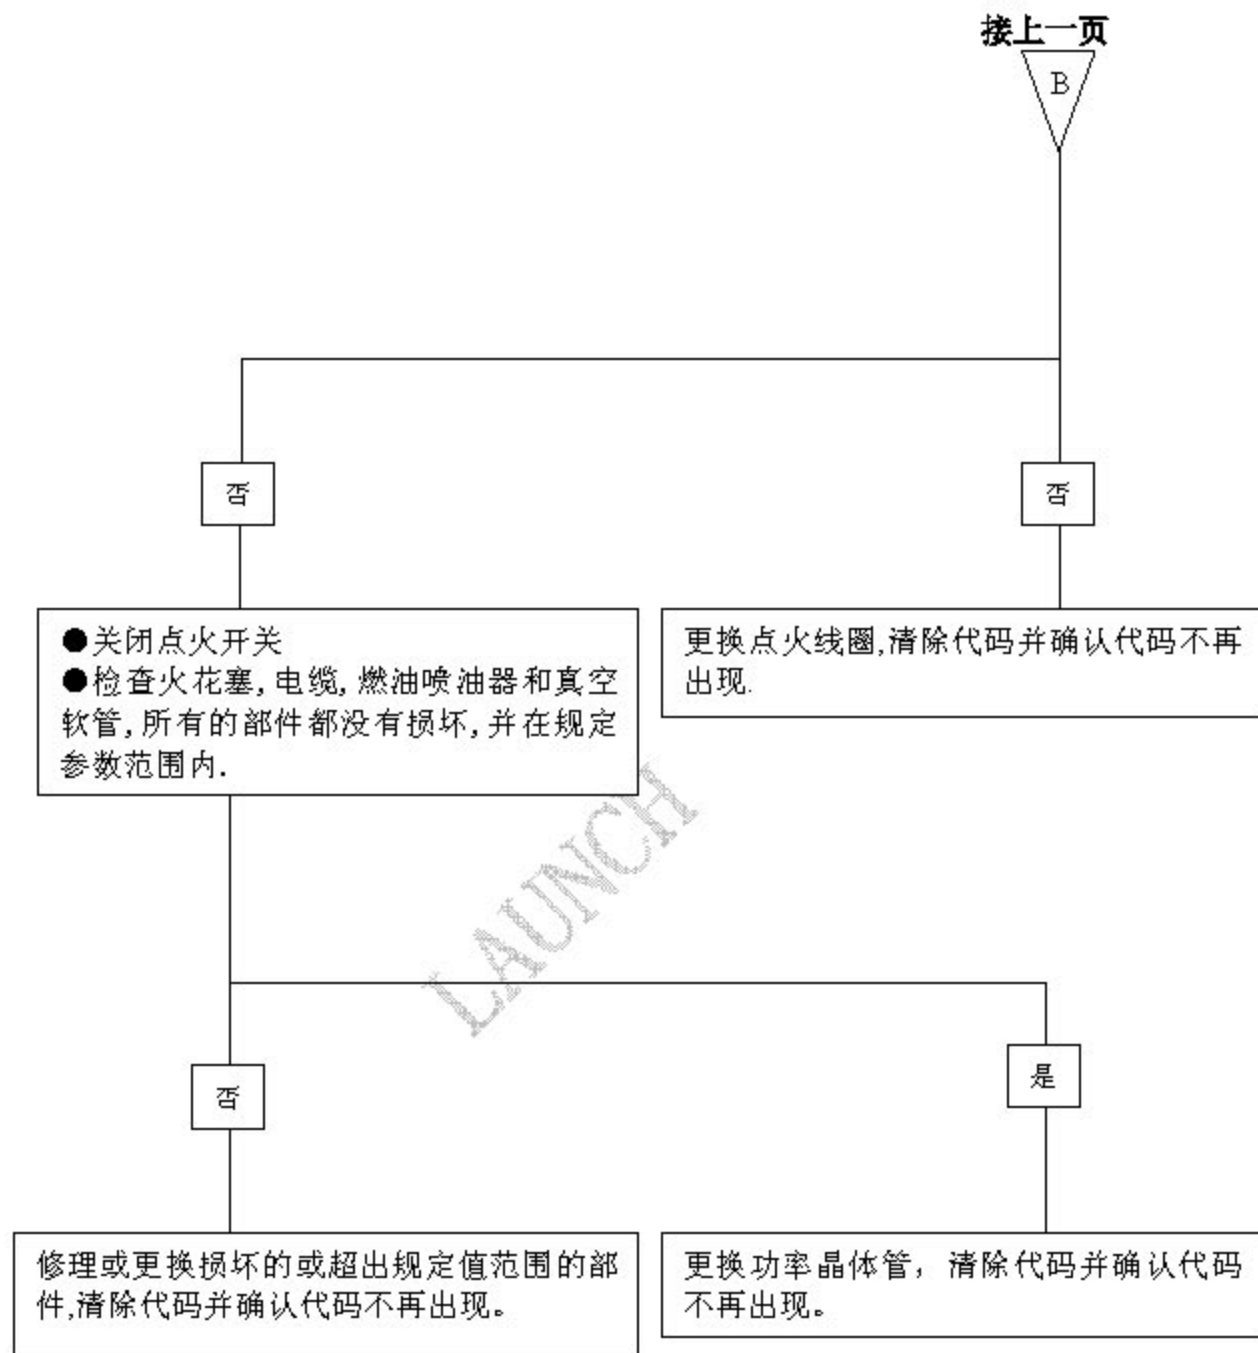 接上一页
B
否
否
●关闭点火开关
●检查火花塞,电缆,燃油喷油器和真空
软管,所有的部件都没有损坏,并在规定
参数范围内.
更换点火线圈,清除代码并确认代码不再
出现.
LAUNCH
否
是
修理或更换损坏的或超出规定值范围的部
件,清除代码并确认代码不再出现。
更换功率晶体管，清除代码并确认代码
不再出现。